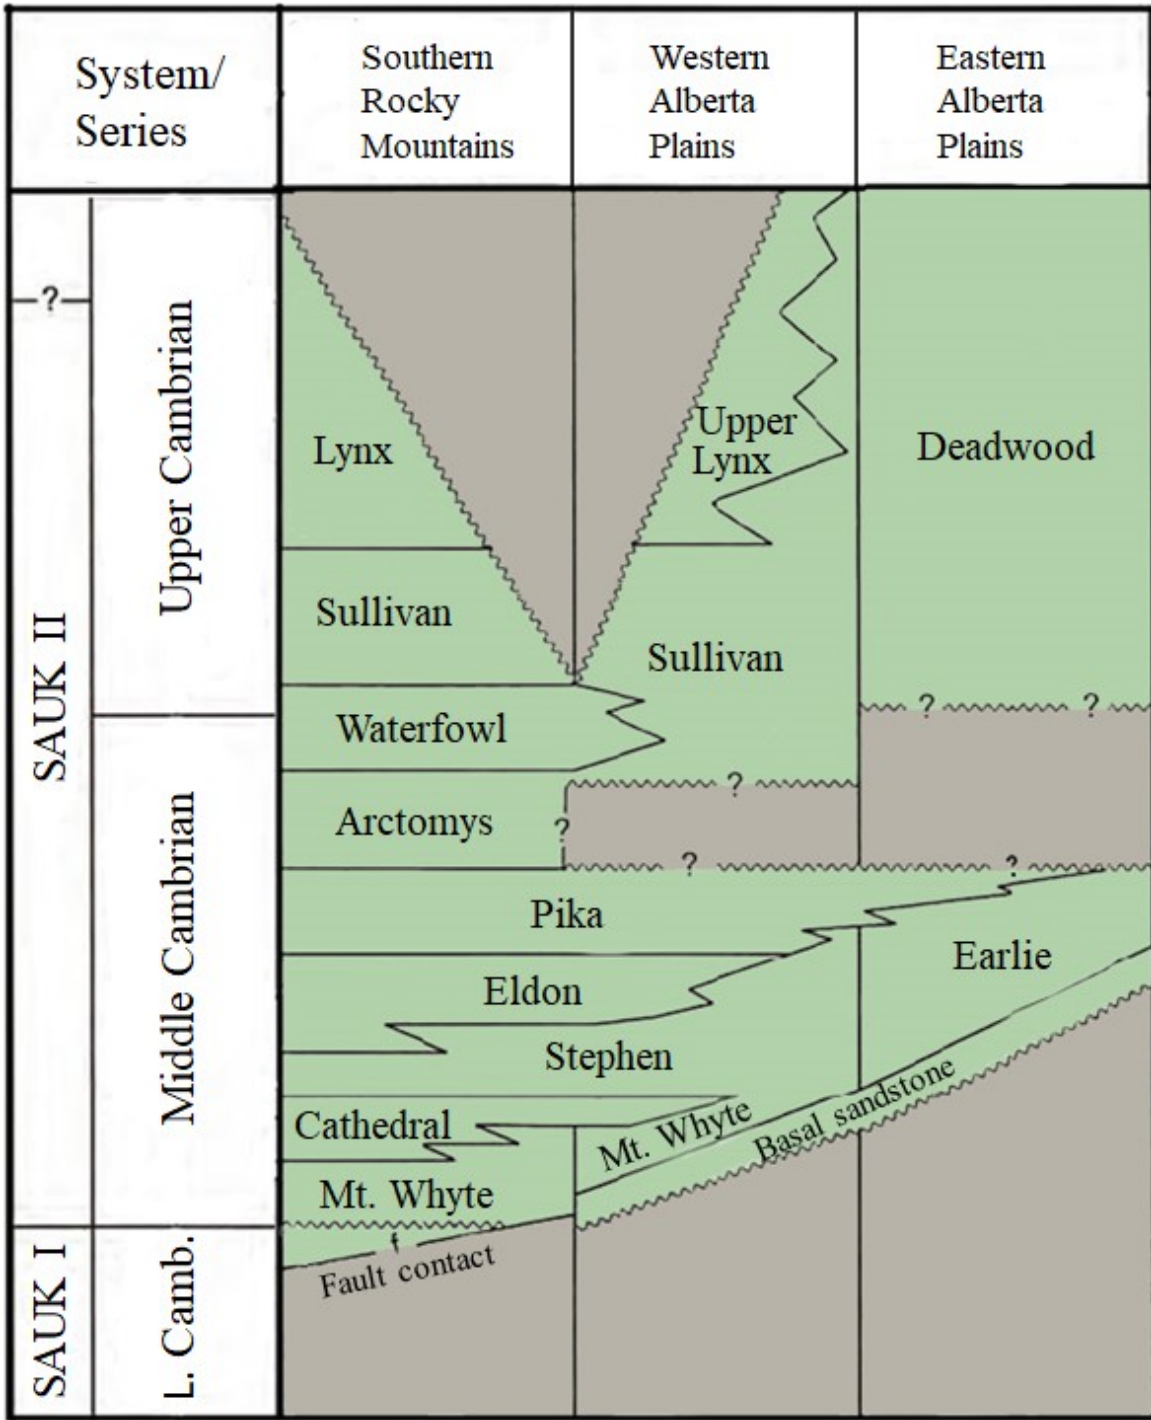 System/
Series
Southern
Rocky
Mountains
Western
Alberta
Plains
Eastern
Alberta
Plains
?
SAUK II
SAUK I
Upper Cambrian
Middle Cambrian
L. Camb.
Lynx
Upper
Lynx
Deadwood
Sullivan
Sullivan
? ?
Waterfowl
?
Arctomys
?
? ?
Pika
Earlie
Eldon
Stephen
Cathedral
Mt. Whyte
Basal sandstone
Mt. Whyte
f
Fault contact